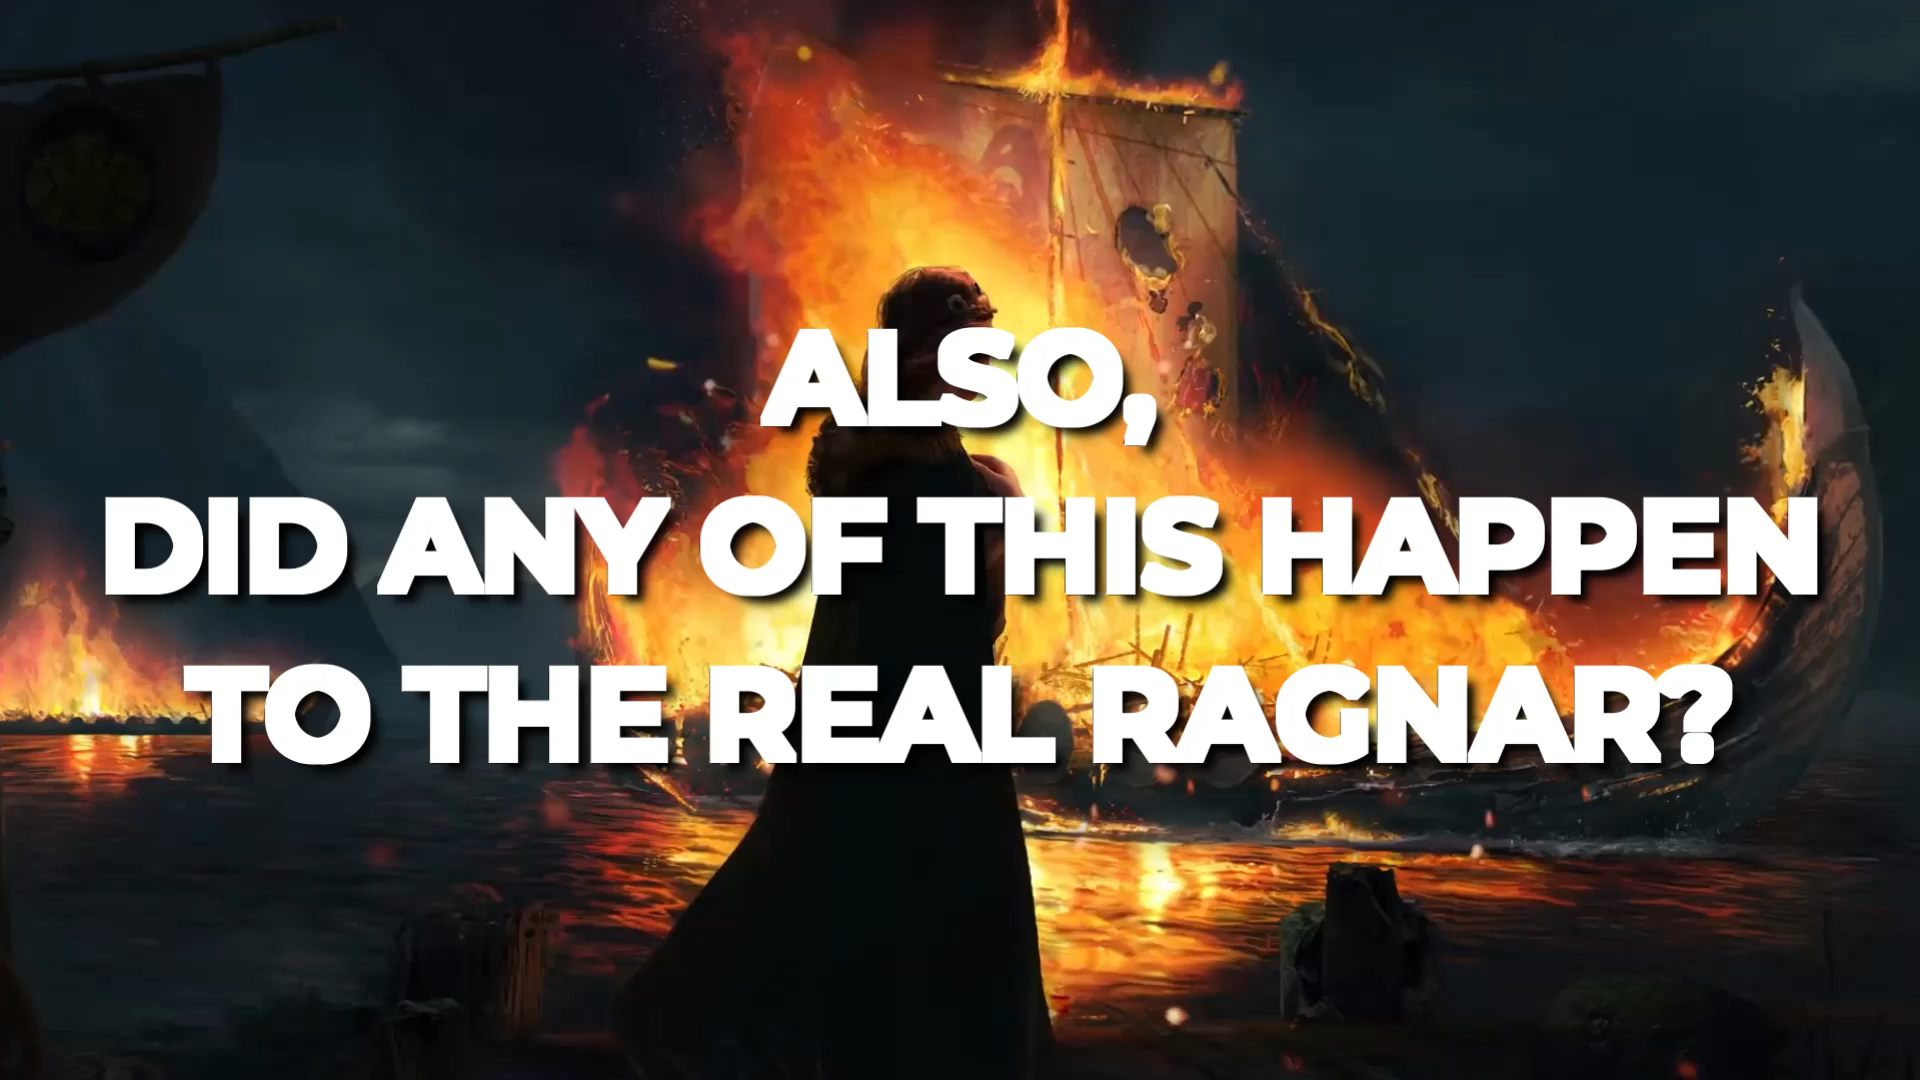 ALSO,
DID ANY OF THIS HAPPEN
TO THE REAL RAGNAR?